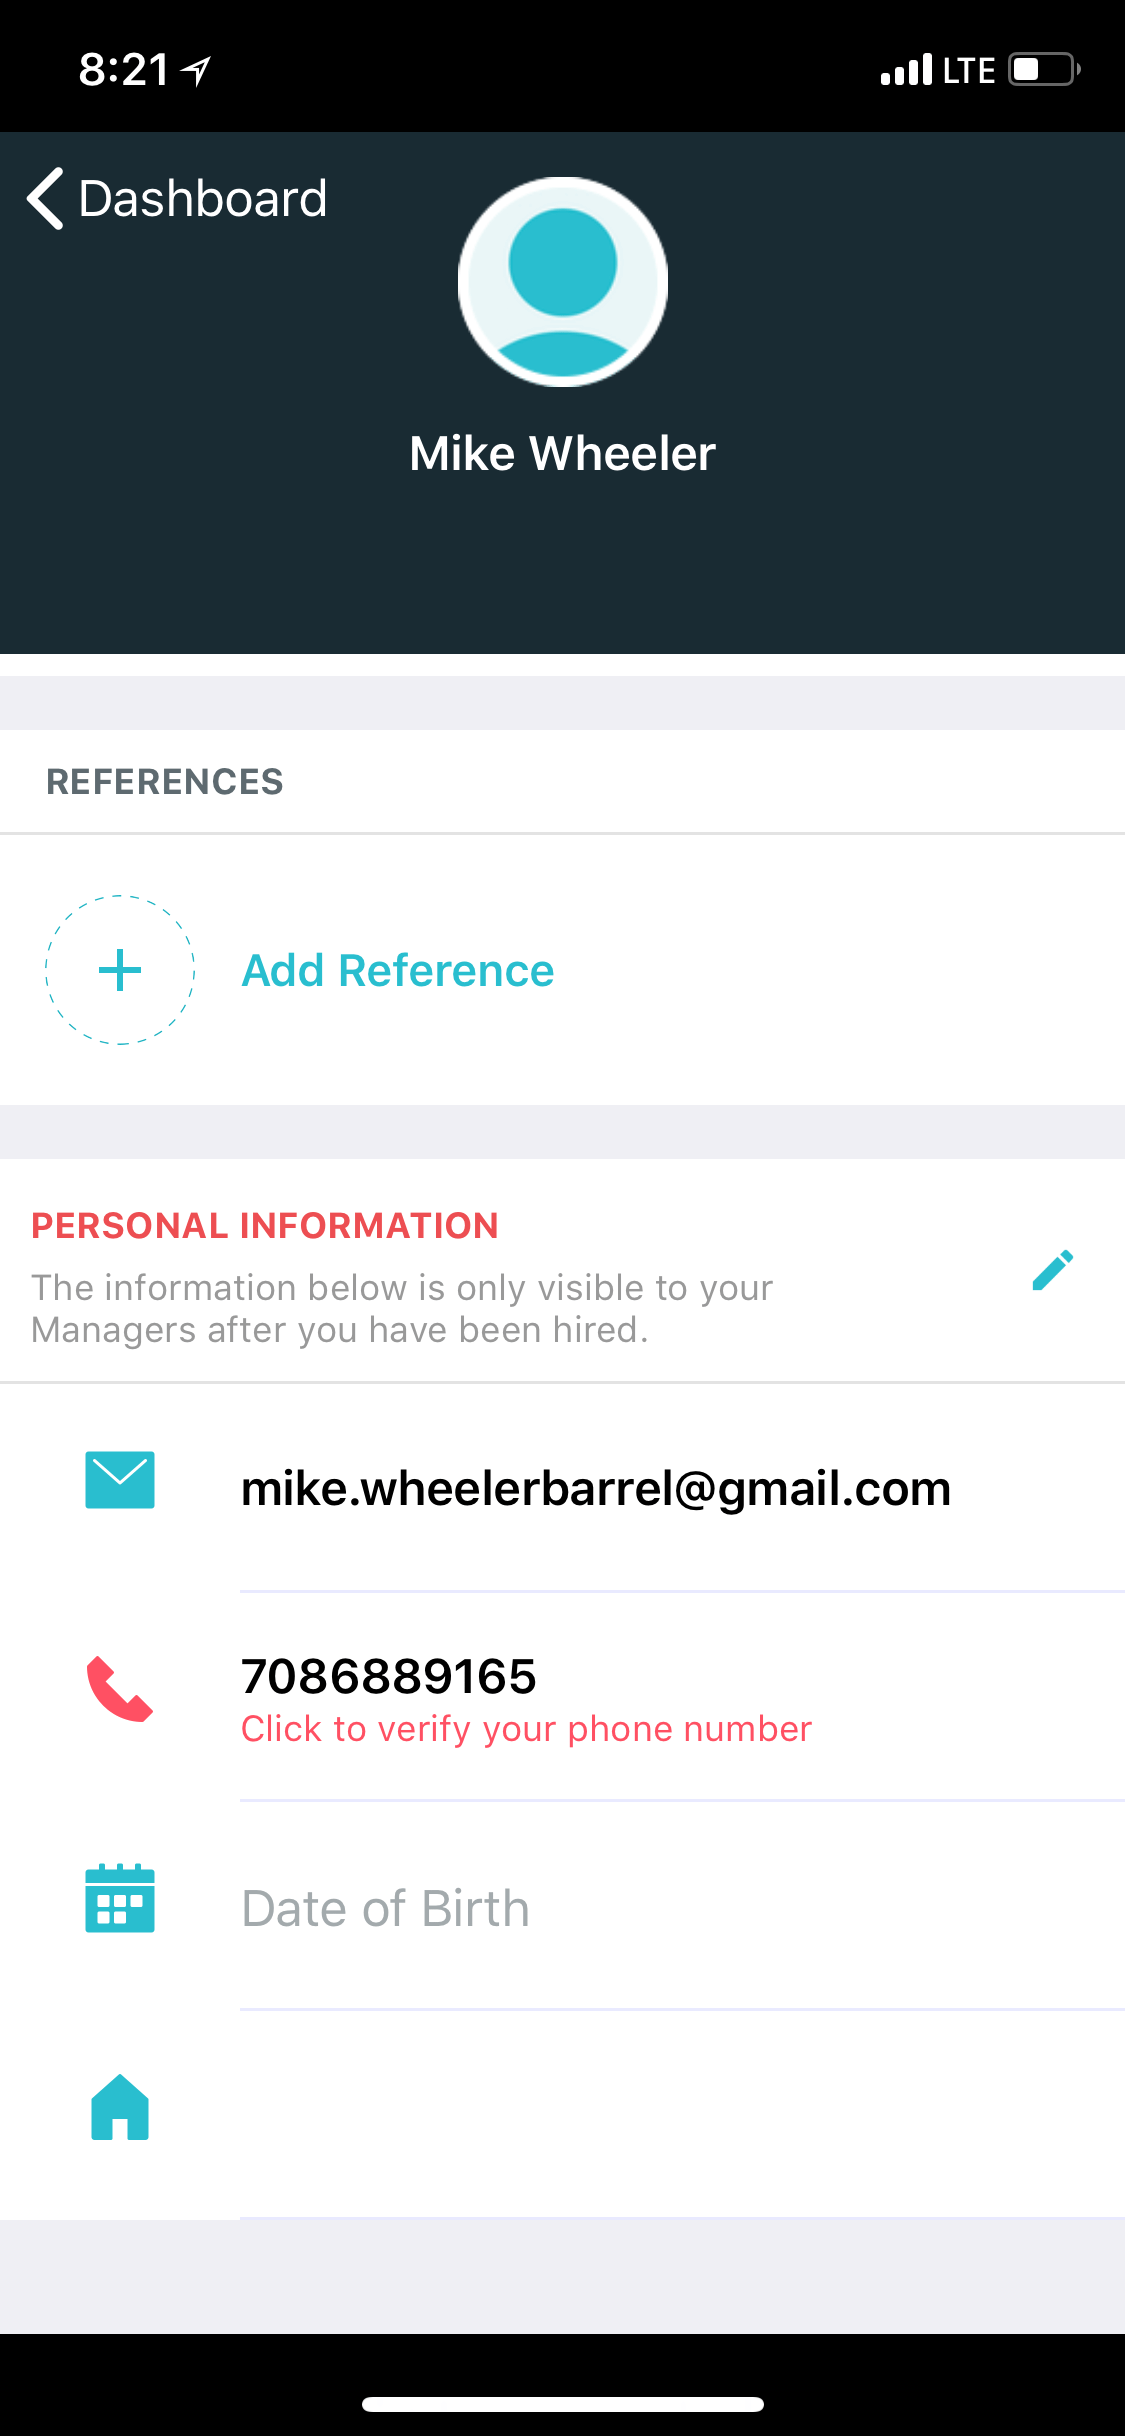 8:21
LTE
Dashboard
Mike Wheeler
REFERENCES
Add Reference
PERSONAL INFORMATION
The information below is only visible to your
Managers after you have been hired.
mike.wheelerbarrel@gmail.com
7086889165
Click to verify your phone number
Date of Birth